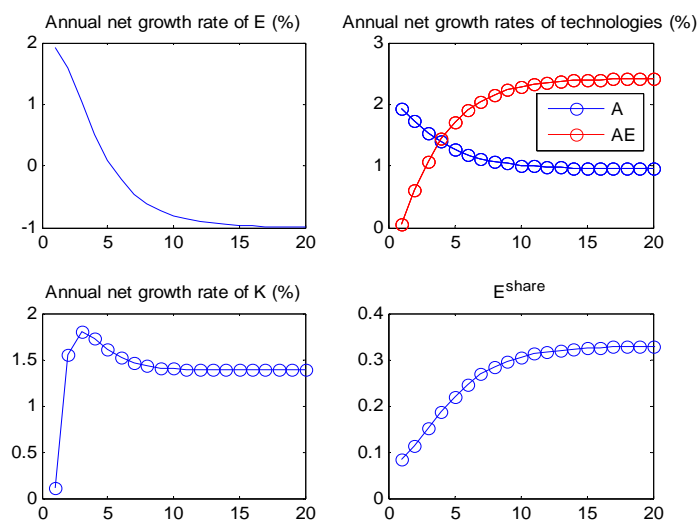 Annual net growth rate of E (%)
2
1
0
-1
0 5 10 15 20
Annual net growth rates of technologies (%)
3
2
1
0
0 5 10 15 20
A
AE
Annual net growth rate of K (%)
2
1.5
1
0.5
0
0 5 10 15 20
E^share
0.4
0.3
0.2
0.1
0
0 5 10 15 20